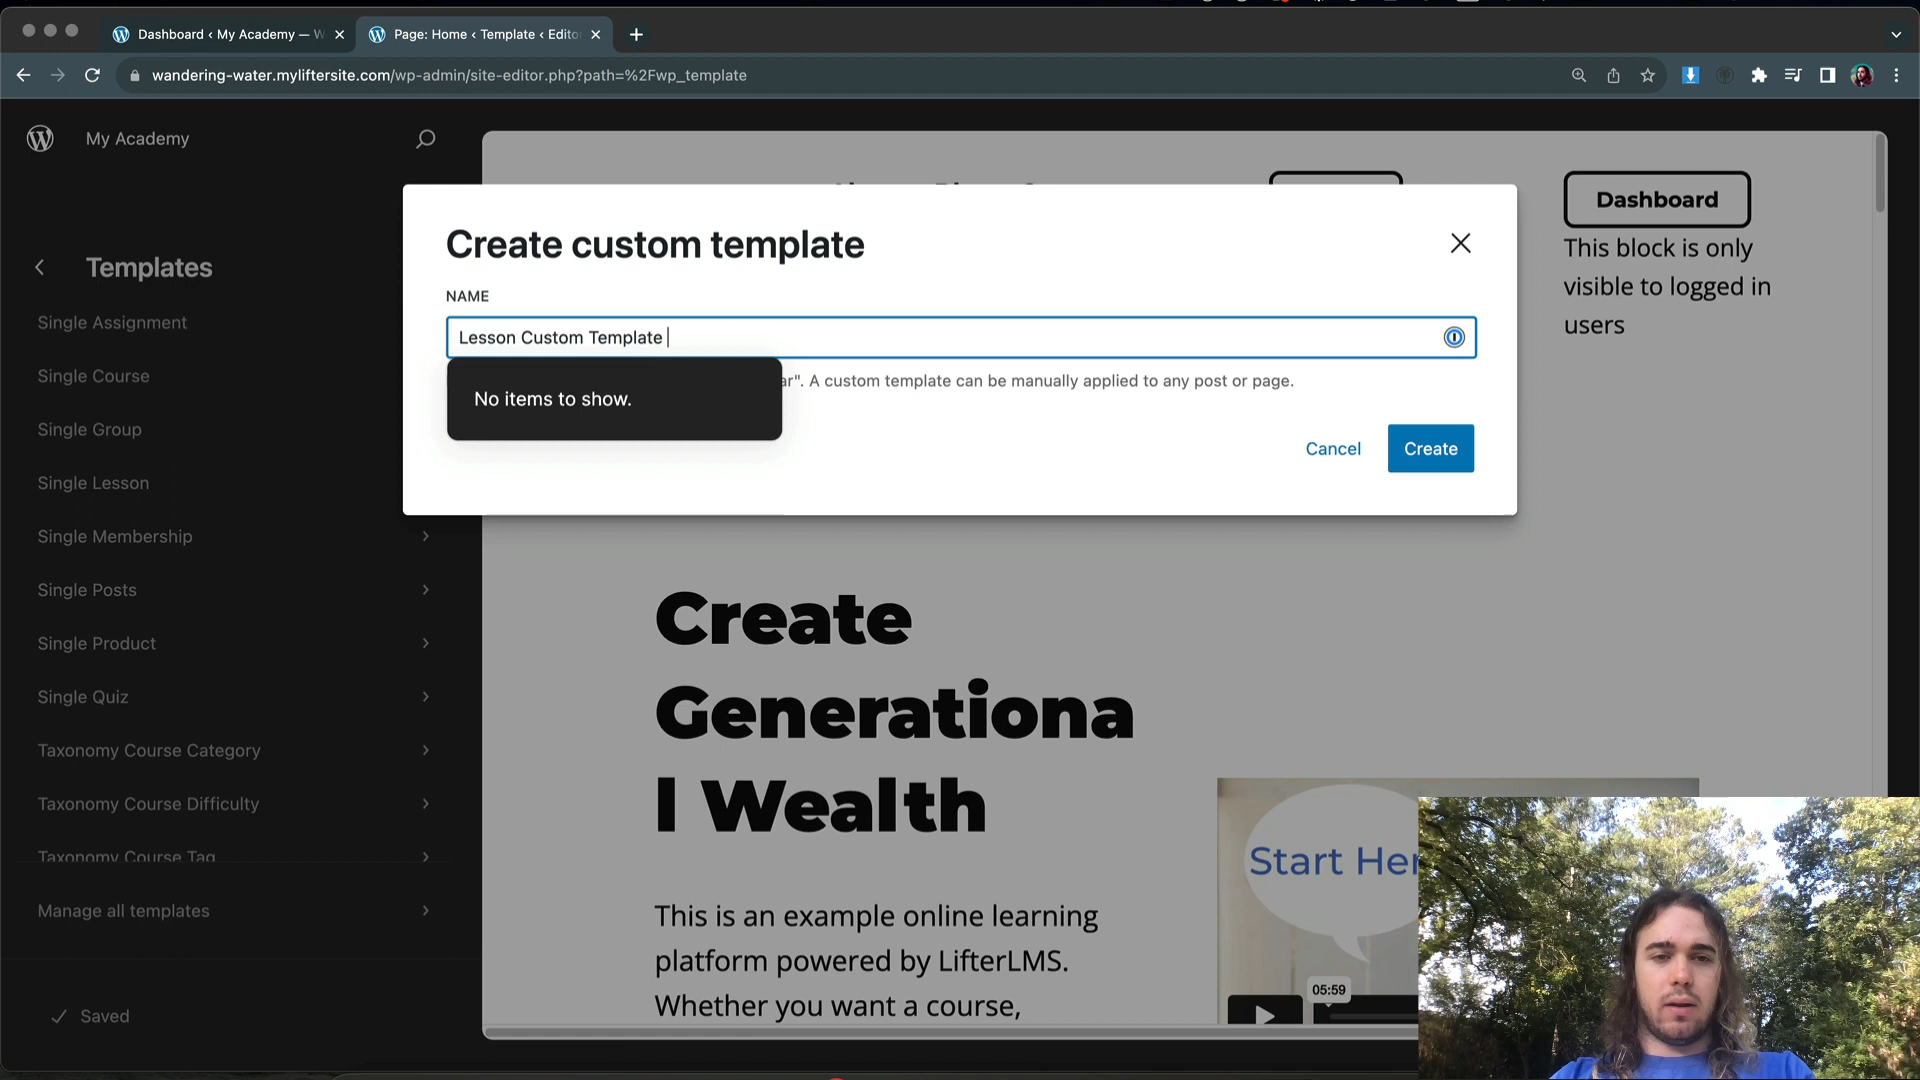 Dashboard ‹ My Academy — W
Page: Home ‹ Template ‹ Edito
wandering-water.myliftersite.com/wp-admin/site-editor.php?path=%2Fwp_template
My Academy
Templates
Single Assignment
Single Course
Single Group
Single Lesson
Single Membership
Single Posts
Single Product
Single Quiz
Taxonomy Course Category
Taxonomy Course Difficulty
Taxonomy Course Tag
Manage all templates
Saved
Create custom template
NAME
Lesson Custom Template
No items to show.
ar". A custom template can be manually applied to any post or page.
Cancel
Create
Dashboard
This block is only
visible to logged in
users
Create
Generationa
l Wealth
This is an example online learning
platform powered by LifterLMS.
Whether you want a course,
Start Her
05:59